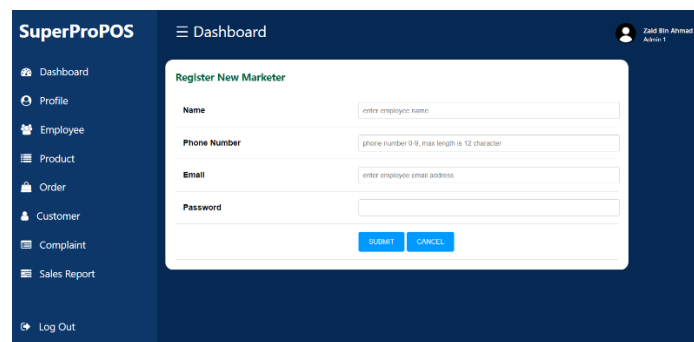 SuperProPOS
☰ Dashboard
Zaid Bin Ahmad
Admin 1
Dashboard
Profile
Employee
Product
Order
Customer
Complaint
Sales Report
Log Out
Register New Marketer
Name
enter employee name
Phone Number
phone number 0-9, max length is 12 character
Email
enter employee email address
Password
SUBMIT
CANCEL